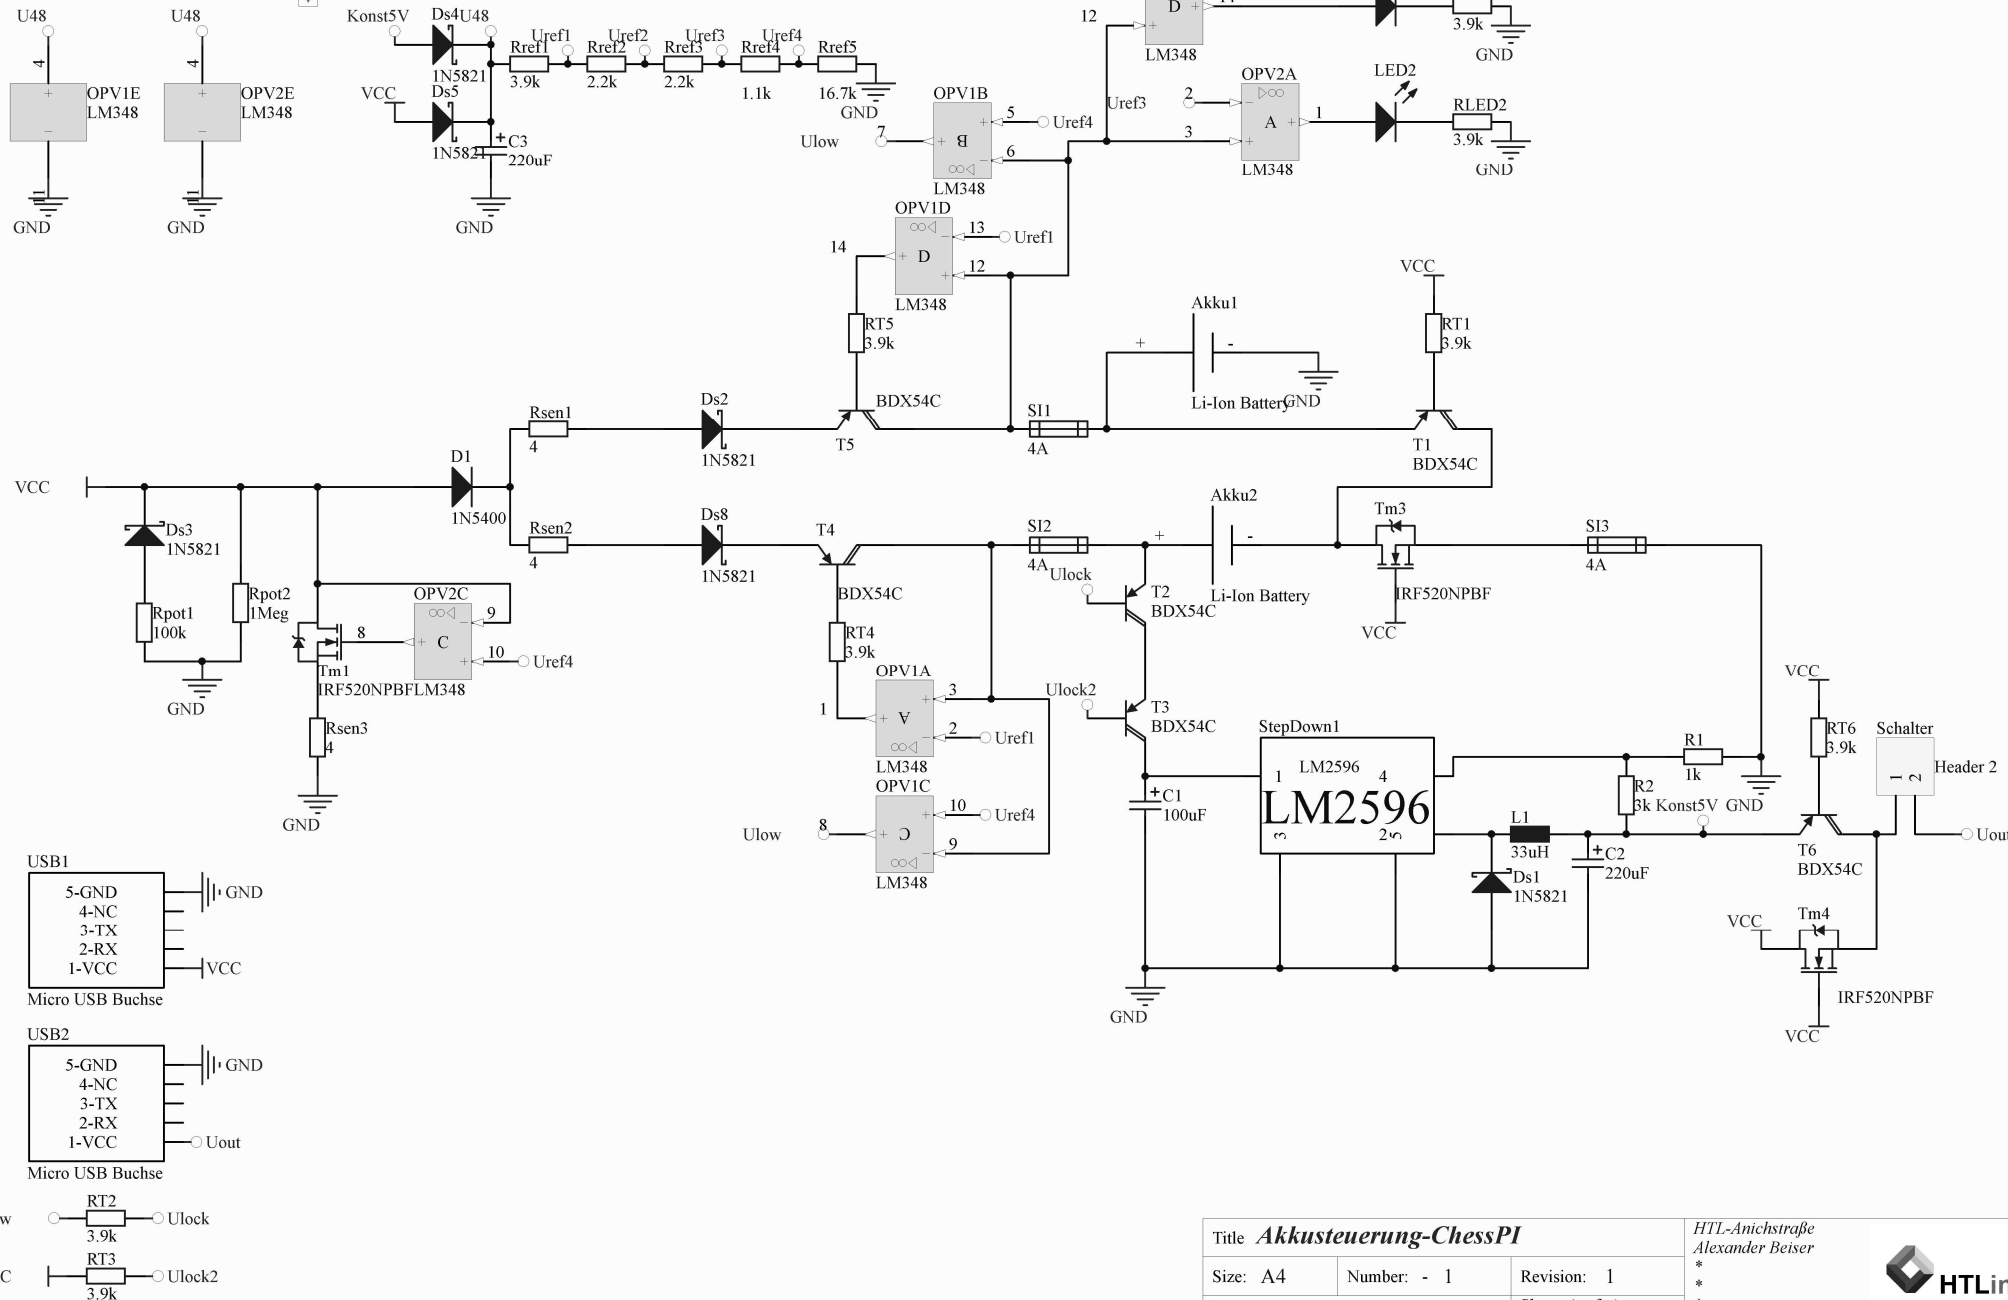 U48
4
OPV1E
LM348
GND
U48
4
OPV2E
LM348
GND
Konst5V
Ds4
U48
1N5821
VCC
Ds5
1N5821
C3
220uF
GND
Rref1
3.9k
Uref1
Rref2
2.2k
Uref2
Rref3
2.2k
Uref3
Rref4
1.1k
Uref4
Rref5
16.7k
GND
12
D
LM348
3.9k
GND
OPV1B
5
Uref4
Ulow
7
B
6
LM348
Uref3
OPV2A
2
3
A
1
LM348
LED2
RLED2
3.9k
GND
OPV1D
14
D
13
Uref1
12
LM348
RT5
3.9k
BDX54C
T5
Akku1
+
-
Li-Ion Battery
GND
VCC
RT1
3.9k
T1
BDX54C
Rsen1
4
Ds2
1N5821
SI1
4A
VCC
D1
1N5400
Rsen2
4
Ds8
1N5821
T4
BDX54C
RT4
3.9k
SI2
4A
Akku2
+
-
Li-Ion Battery
Tm3
IRF520NPBF
VCC
SI3
4A
Ds3
1N5821
Rpot1
100k
Rpot2
1Meg
GND
OPV2C
8
C
9
10
Uref4
LM348
Tm1
IRF520NPBF
Rsen3
4
GND
OPV1A
1
A
3
2
Uref1
LM348
OPV1C
Ulow
8
C
10
Uref4
9
LM348
Ulock
T2
BDX54C
Ulock2
T3
BDX54C
C1
100uF
GND
StepDown1
LM2596
LM2596
1
4
3
2
5
R1
1k
R2
3k
Konst5V
GND
L1
33uH
Ds1
1N5821
C2
220uF
VCC
RT6
3.9k
T6
BDX54C
Schalter
1
2
Header 2
VCC
Tm4
IRF520NPBF
VCC
USB1
5-GND
4-NC
3-TX
2-RX
1-VCC
GND
VCC
Micro USB Buchse
USB2
5-GND
4-NC
3-TX
2-RX
1-VCC
GND
Uout
Micro USB Buchse
RT2
3.9k
Ulock
RT3
3.9k
Ulock2
Title Akkusteuerung-ChessPI
Size: A4
Number: - 1
Revision: 1
HTL-Anichstraße
Alexander Beiser
*
*